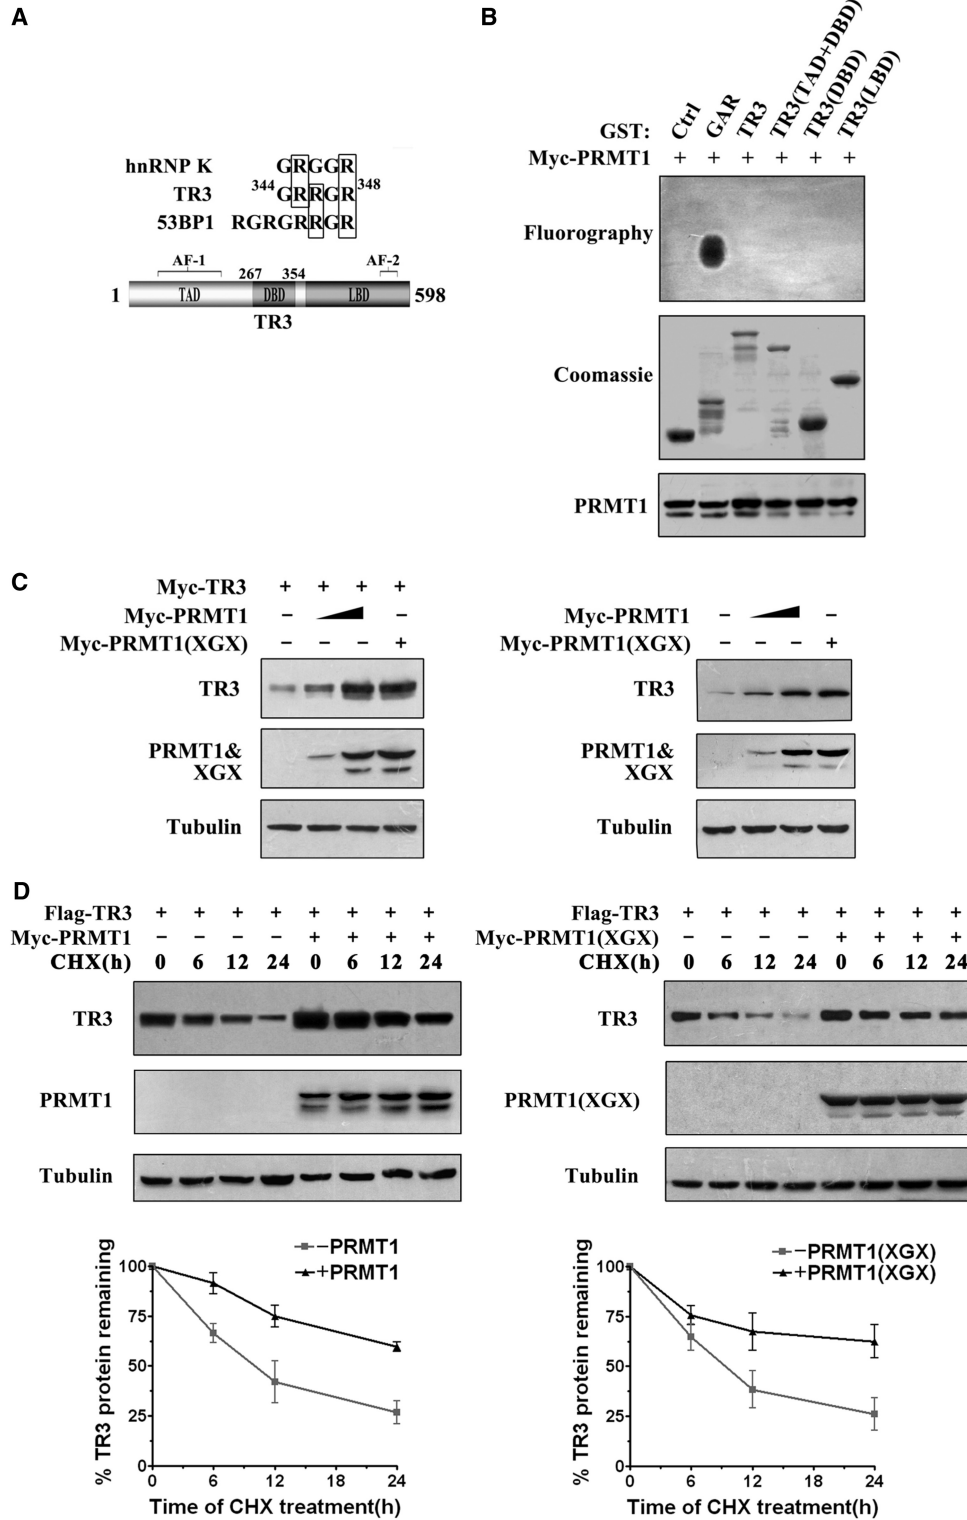 A
hnRNP K GRGGR
344 348
TR3 GRRGR
53BP1 RGRGRRGR
AF-1 267 354 AF-2
1 TAD DBD LBD 598
TR3
B
GST: Ctrl GAR TR3 TR3(TAD+DBD) TR3(DBD) TR3(LBD)
Myc-PRMT1 + + + + + +
Fluorography
Coomassie
PRMT1
C
Myc-TR3 + + + +
Myc-PRMT1 – –
Myc-PRMT1(XGX) – – – +
TR3
PRMT1&
XGX
Tubulin
Myc-PRMT1 – –
Myc-PRMT1(XGX) – – – +
TR3
PRMT1&
XGX
Tubulin
D
Flag-TR3 + + + + + + + +
Myc-PRMT1 – – – – + + + +
CHX(h) 0 6 12 24 0 6 12 24
TR3
PRMT1
Tubulin
–PRMT1
+PRMT1
% TR3 protein remaining
100
75
50
25
0
0 6 12 18 24
Time of CHX treatment(h)
Flag-TR3 + + + + + + + +
Myc-PRMT1(XGX) – – – – + + + +
CHX(h) 0 6 12 24 0 6 12 24
TR3
PRMT1(XGX)
Tubulin
–PRMT1(XGX)
+PRMT1(XGX)
% TR3 protein remaining
100
75
50
25
0
0 6 12 18 24
Time of CHX treatment(h)